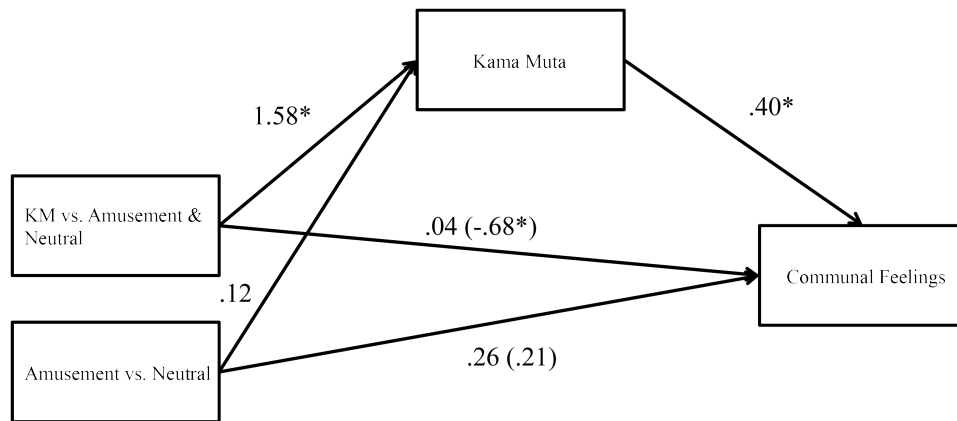 Kama Muta
1.58*
.40*
KM vs. Amusement &
Neutral
.04 (-.68*)
Communal Feelings
.12
Amusement vs. Neutral
.26 (.21)